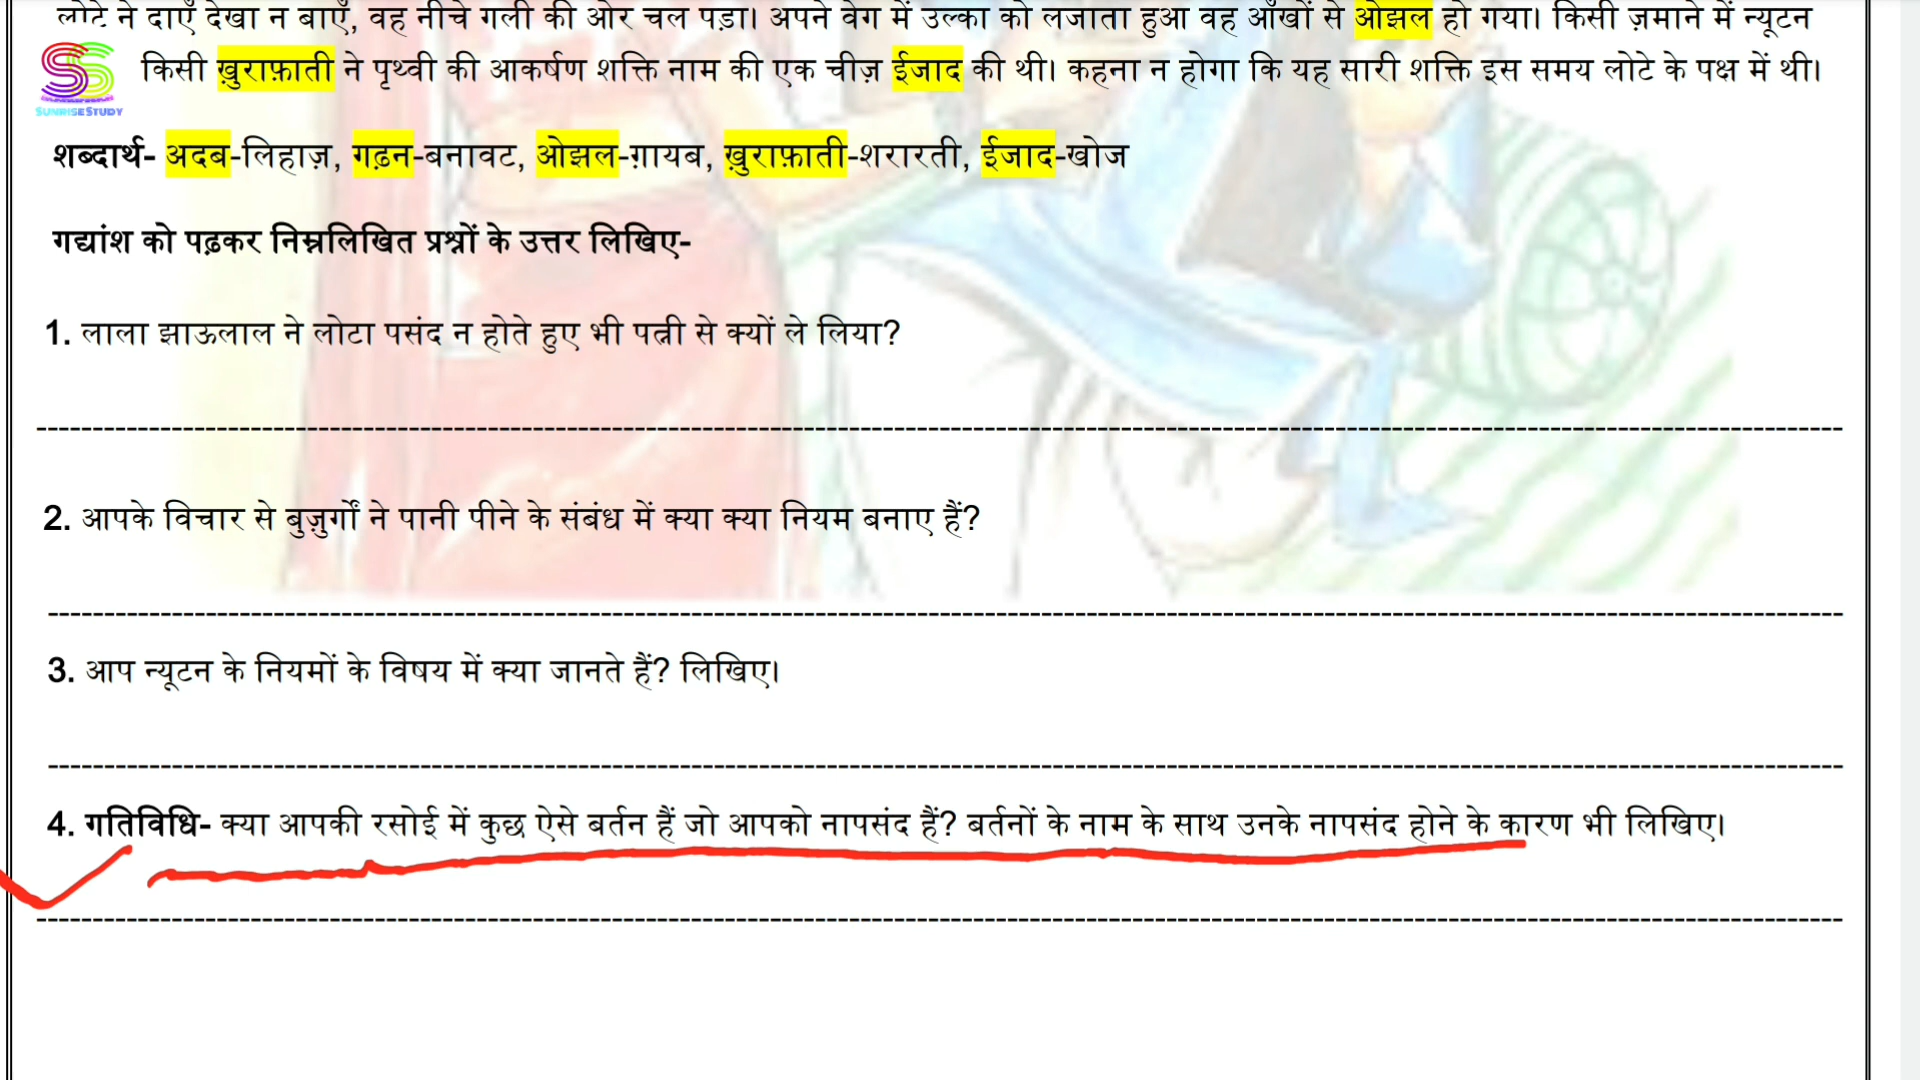 लोटे ने दाएँ देखा न बाएँ, वह नीचे गली की ओर चल पड़ा। अपने वेग में उल्का को लजाता हुआ वह आँखों से ओझल हो गया। किसी ज़माने में न्यूटन
किसी ख़ुराफ़ाती ने पृथ्वी की आकर्षण शक्ति नाम की एक चीज़ ईजाद की थी। कहना न होगा कि यह सारी शक्ति इस समय लोटे के पक्ष में थी।
SUNRISE STUDY
शब्दार्थ- अदब-लिहाज़, गढ़न-बनावट, ओझल-ग़ायब, ख़ुराफ़ाती-शरारती, ईजाद-खोज
गद्यांश को पढ़कर निम्नलिखित प्रश्नों के उत्तर लिखिए-
1. लाला झाऊलाल ने लोटा पसंद न होते हुए भी पत्नी से क्यों ले लिया?
2. आपके विचार से बुज़ुर्गों ने पानी पीने के संबंध में क्या क्या नियम बनाए हैं?
3. आप न्यूटन के नियमों के विषय में क्या जानते हैं? लिखिए।
4. गतिविधि- क्या आपकी रसोई में कुछ ऐसे बर्तन हैं जो आपको नापसंद हैं? बर्तनों के नाम के साथ उनके नापसंद होने के कारण भी लिखिए।